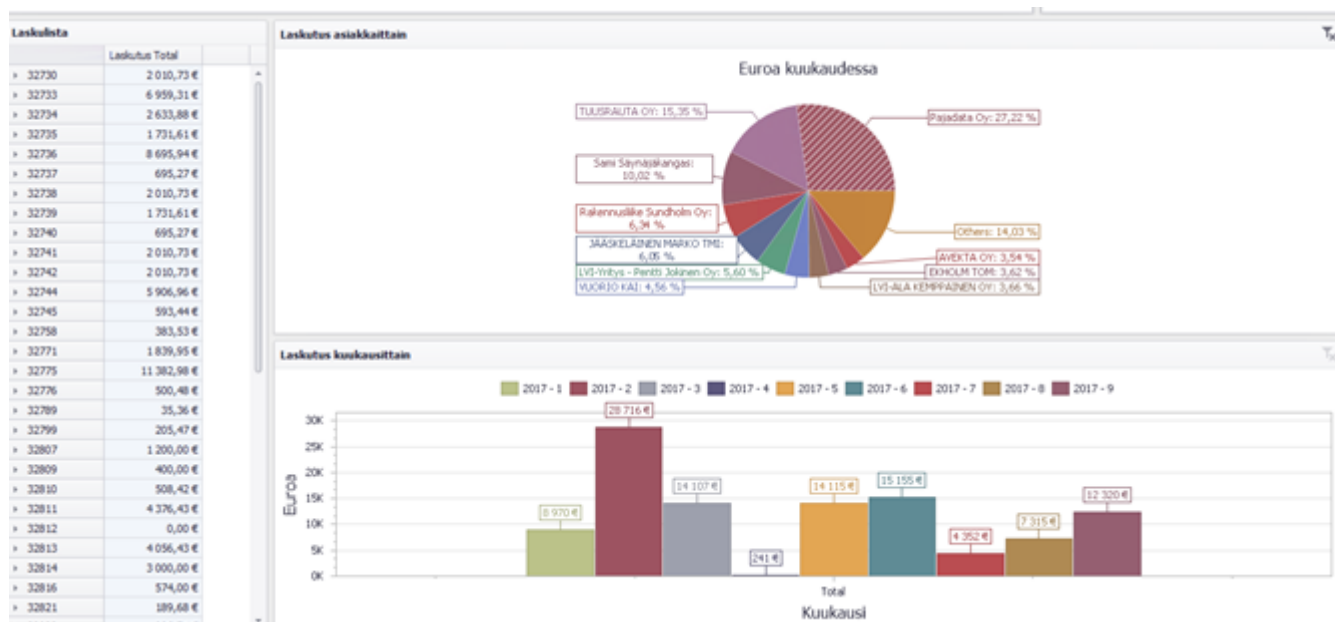 Laskulista
Laskutus Total
32730 2 010,73 €
32733 6 959,31 €
32734 2 633,88 €
32735 1 731,61 €
32736 8 695,94 €
32737 695,27 €
32738 2 010,73 €
32739 1 731,61 €
32740 695,27 €
32741 2 010,73 €
32742 2 010,73 €
32744 5 906,96 €
32745 593,44 €
32758 383,53 €
32771 1 839,95 €
32775 11 382,98 €
32776 500,48 €
32789 35,36 €
32799 205,47 €
32807 1 200,00 €
32809 400,00 €
32810 508,42 €
32811 4 376,43 €
32812 0,00 €
32813 4 056,43 €
32814 3 000,00 €
32816 574,00 €
32821 189,68 €
Laskutus asiakkaittain
Euroa kuukaudessa
TUUSRAUTA OY: 15,35 %
Pajadata Oy: 27,22 %
Sami Säynäjäkangas:
10,02 %
Rakennusliike Sundholm Oy:
6,34 %
JÄÄSKELÄINEN MARKO TMI:
6,05 %
LVI-Yritys - Pentti Jokinen Oy: 5,60 %
VUORIO KAI: 4,56 %
Others: 14,03 %
AVEKTA OY: 3,54 %
EKHOLM TOM: 3,62 %
LVI-ALA KEMPPAINEN OY: 3,66 %
Laskutus kuukausittain
2017 - 1 2017 - 2 2017 - 3 2017 - 4 2017 - 5 2017 - 6 2017 - 7 2017 - 8 2017 - 9
Euroa
30K
25K
20K
15K
10K
5K
0K
8 970 €
28 716 €
14 107 €
241 €
14 115 €
15 155 €
4 352 €
7 315 €
12 320 €
Total
Kuukausi